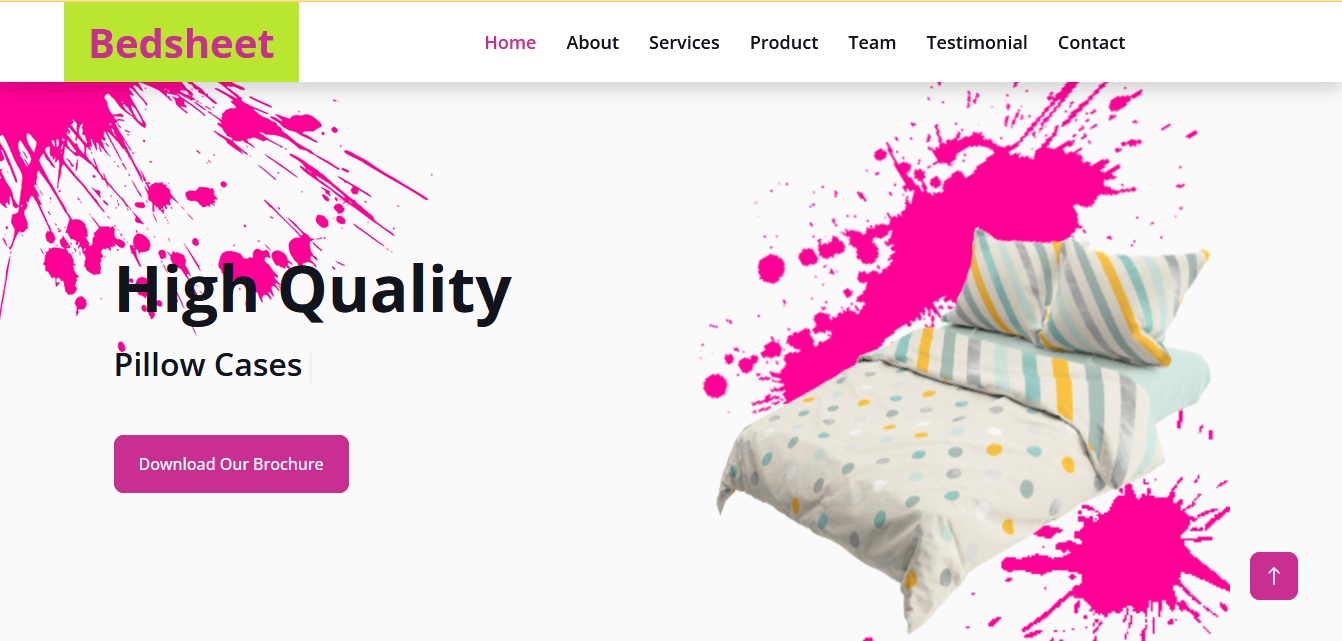 Bedsheet
Home About Services Product Team Testimonial Contact
High Quality
Pillow Cases
Download Our Brochure